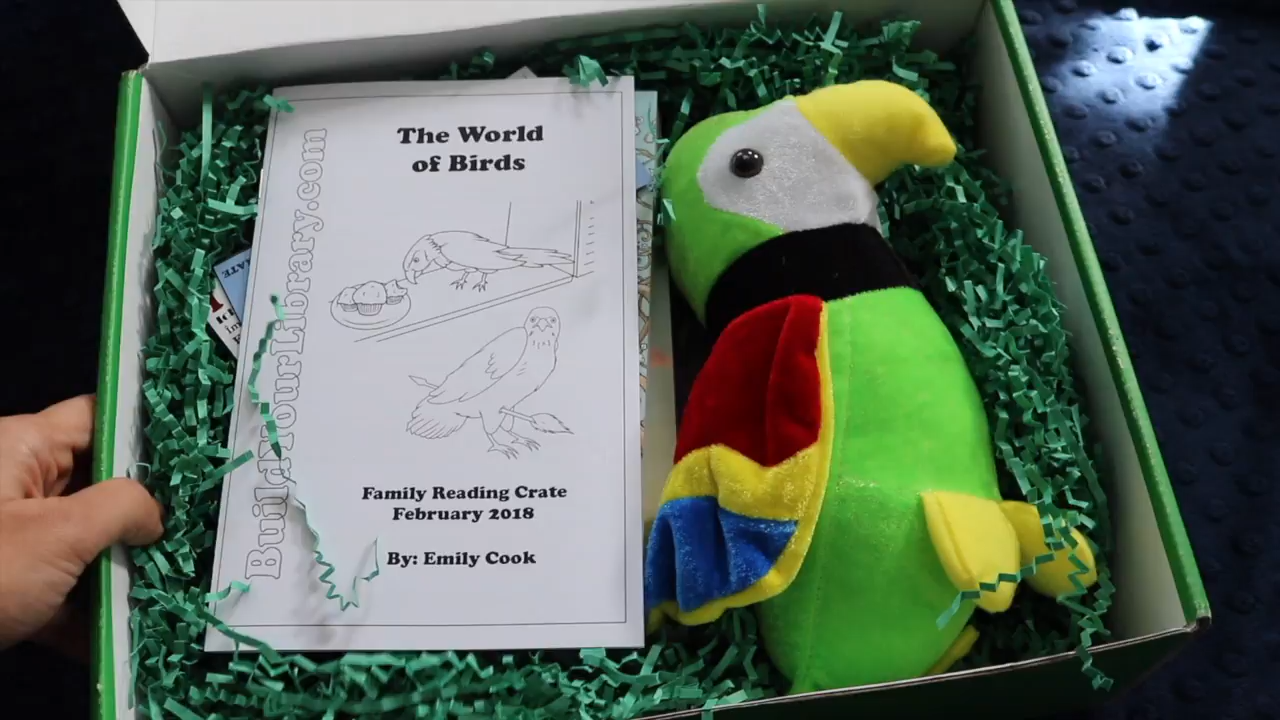 The World
of Birds
BuildYourLibrary.com
Family Reading Crate
February 2018
By: Emily Cook